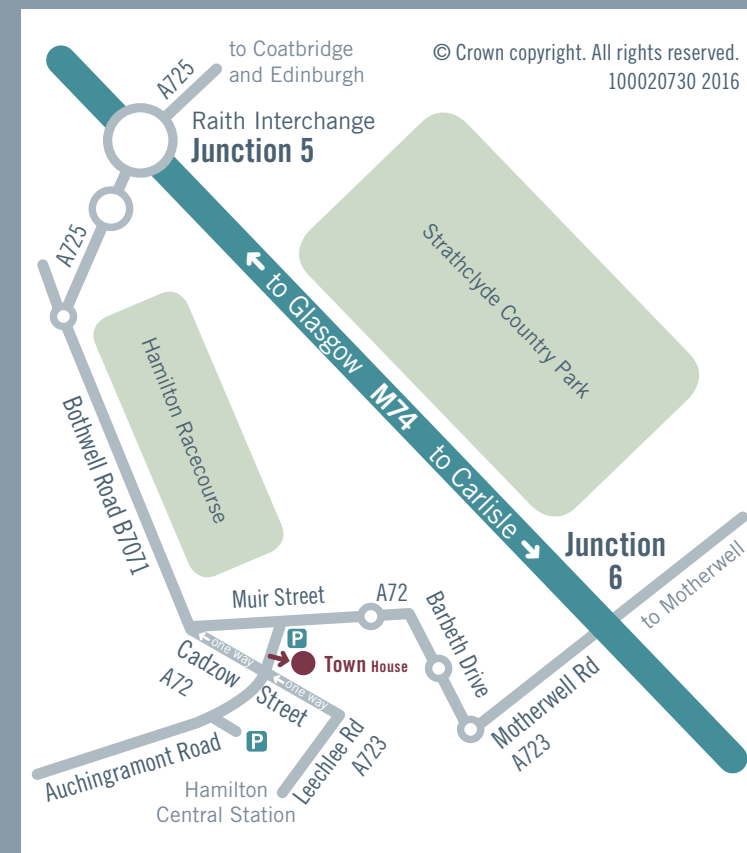 to Coatbridge
and Edinburgh
© Crown copyright. All rights reserved.
100020730 2016
A725
Raith Interchange
Junction 5
A725
Strathclyde Country Park
← to Glasgow M74 to Carlisle →
Hamilton Racecourse
Bothwell Road B7071
Junction
6
to Motherwell
Muir Street
A72
Barbeth Drive
P
← one way
Town House
Cadzow Street
A72
← one way
Motherwell Rd
A723
P
Leechlee Rd
A723
Auchingramont Road
Hamilton
Central Station